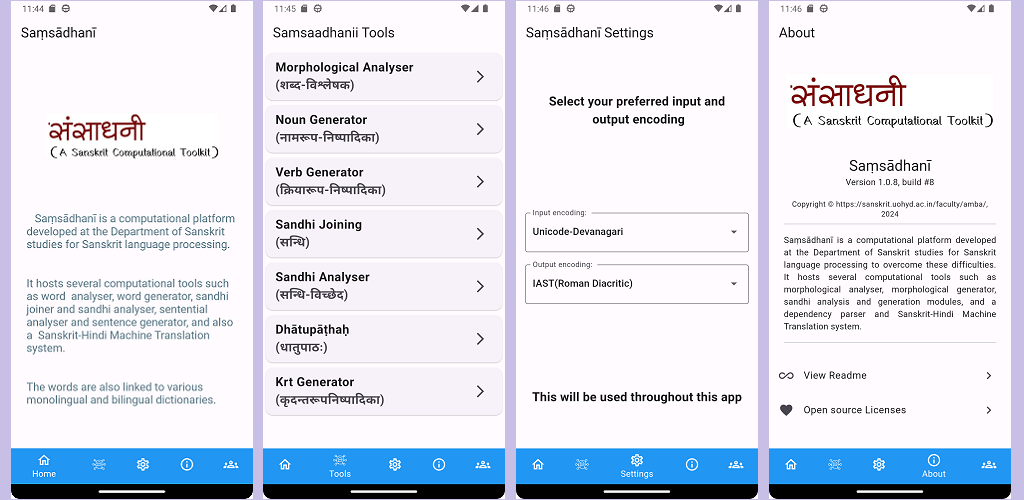 11:44
Saṃsādhanī
संसाधनी
(A Sanskrit Computational Toolkit)
Saṃsādhanī is a computational platform
developed at the Department of Sanskrit
studies for Sanskrit language processing.
It hosts several computational tools such
as word analyser, word generator, sandhi
joiner and sandhi analyser, sentential
analyser and sentence generator, and also
a Sanskrit-Hindi Machine Translation
system.
The words are also linked to various
monolingual and bilingual dictionaries.
Home
11:45
Samsaadhanii Tools
Morphological Analyser
(शब्द-विश्लेषक)
Noun Generator
(नामरूप-निष्पादिका)
Verb Generator
(क्रियारूप-निष्पादिका)
Sandhi Joining
(सन्धि)
Sandhi Analyser
(सन्धि-विच्छेद)
Dhātupāṭhaḥ
(धातुपाठः)
Krt Generator
(कृदन्तरूपनिष्पादिका)
Tools
11:46
Saṃsādhanī Settings
Select your preferred input and
output encoding
Input encoding:
Unicode-Devanagari
Output encoding:
IAST(Roman Diacritic)
This will be used throughout this app
Settings
11:46
About
संसाधनी
(A Sanskrit Computational Toolkit)
Saṃsādhanī
Version 1.0.8, build #8
Copyright © https://sanskrit.uohyd.ac.in/faculty/amba/,
2024
Saṃsādhanī is a computational platform developed
at the Department of Sanskrit studies for Sanskrit
language processing to overcome these difficulties.
It hosts several computational tools such as
morphological analyser, morphological generator,
sandhi analysis and generation modules, and a
dependency parser and Sanskrit-Hindi Machine
Translation system.
View Readme
Open source Licenses
About